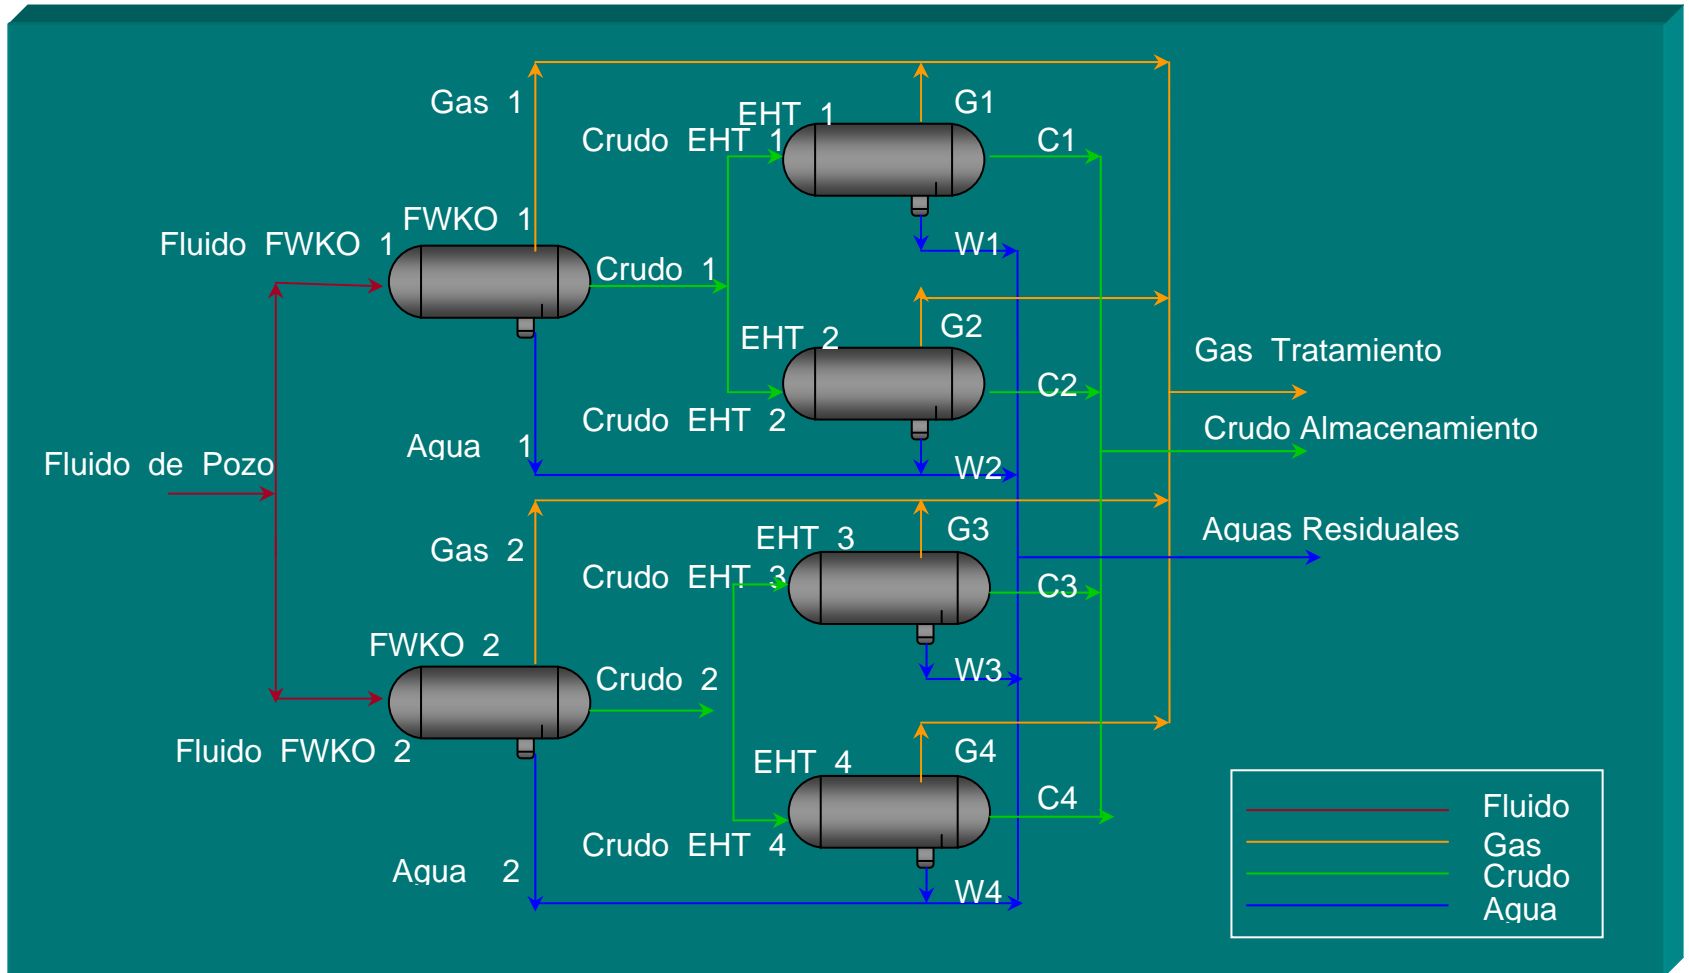 Gas 1
G1
EHT 1
Crudo EHT 1
C1
FWKO 1
Fluido FWKO 1
W1
Crudo 1
G2
EHT 2
Gas Tratamiento
C2
Crudo EHT 2
Crudo Almacenamiento
Agua 1
Fluido de Pozo
W2
Gas 2
G3
EHT 3
Aguas Residuales
Crudo EHT 3
C3
FWKO 2
W3
Crudo 2
Fluido FWKO 2
G4
EHT 4
C4
Crudo EHT 4
Agua 2
W4
Fluido
Gas
Crudo
Agua